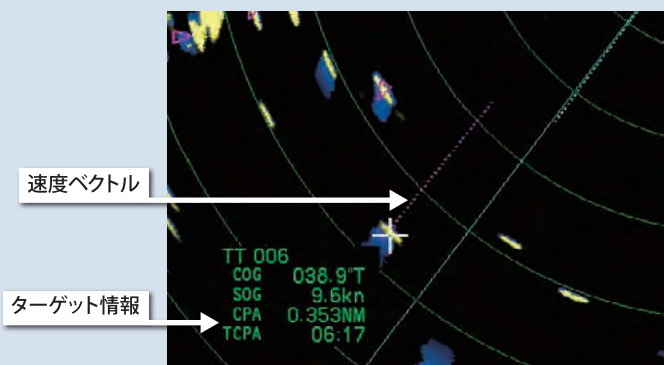 速度ベクトル
ターゲット情報
TT 006
COG 038.9°T
SOG 9.6kn
CPA 0.353NM
TCPA 06:17